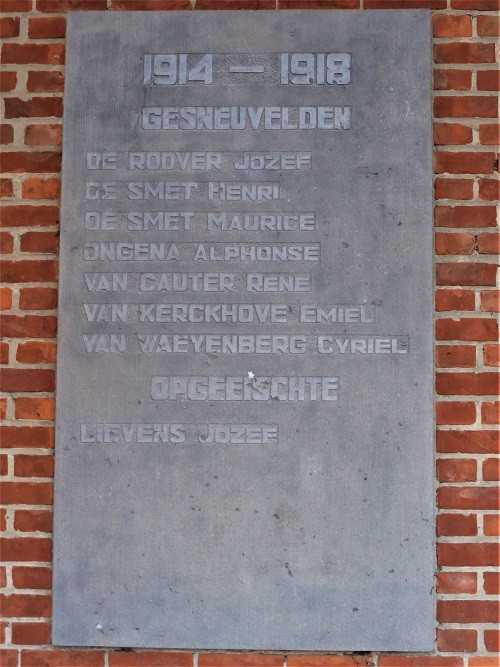 1914 – 1918
GESNEUVELDEN
DE ROOVER JOZEF
DE SMET HENRI
DE SMET MAURICE
ONGENA ALPHONSE
VAN CAUTER RENE
VAN KERCKHOVE EMIEL
VAN WAEYENBERG CYRIEL
OPGEEISCHTE
LIEVENS JOZEF